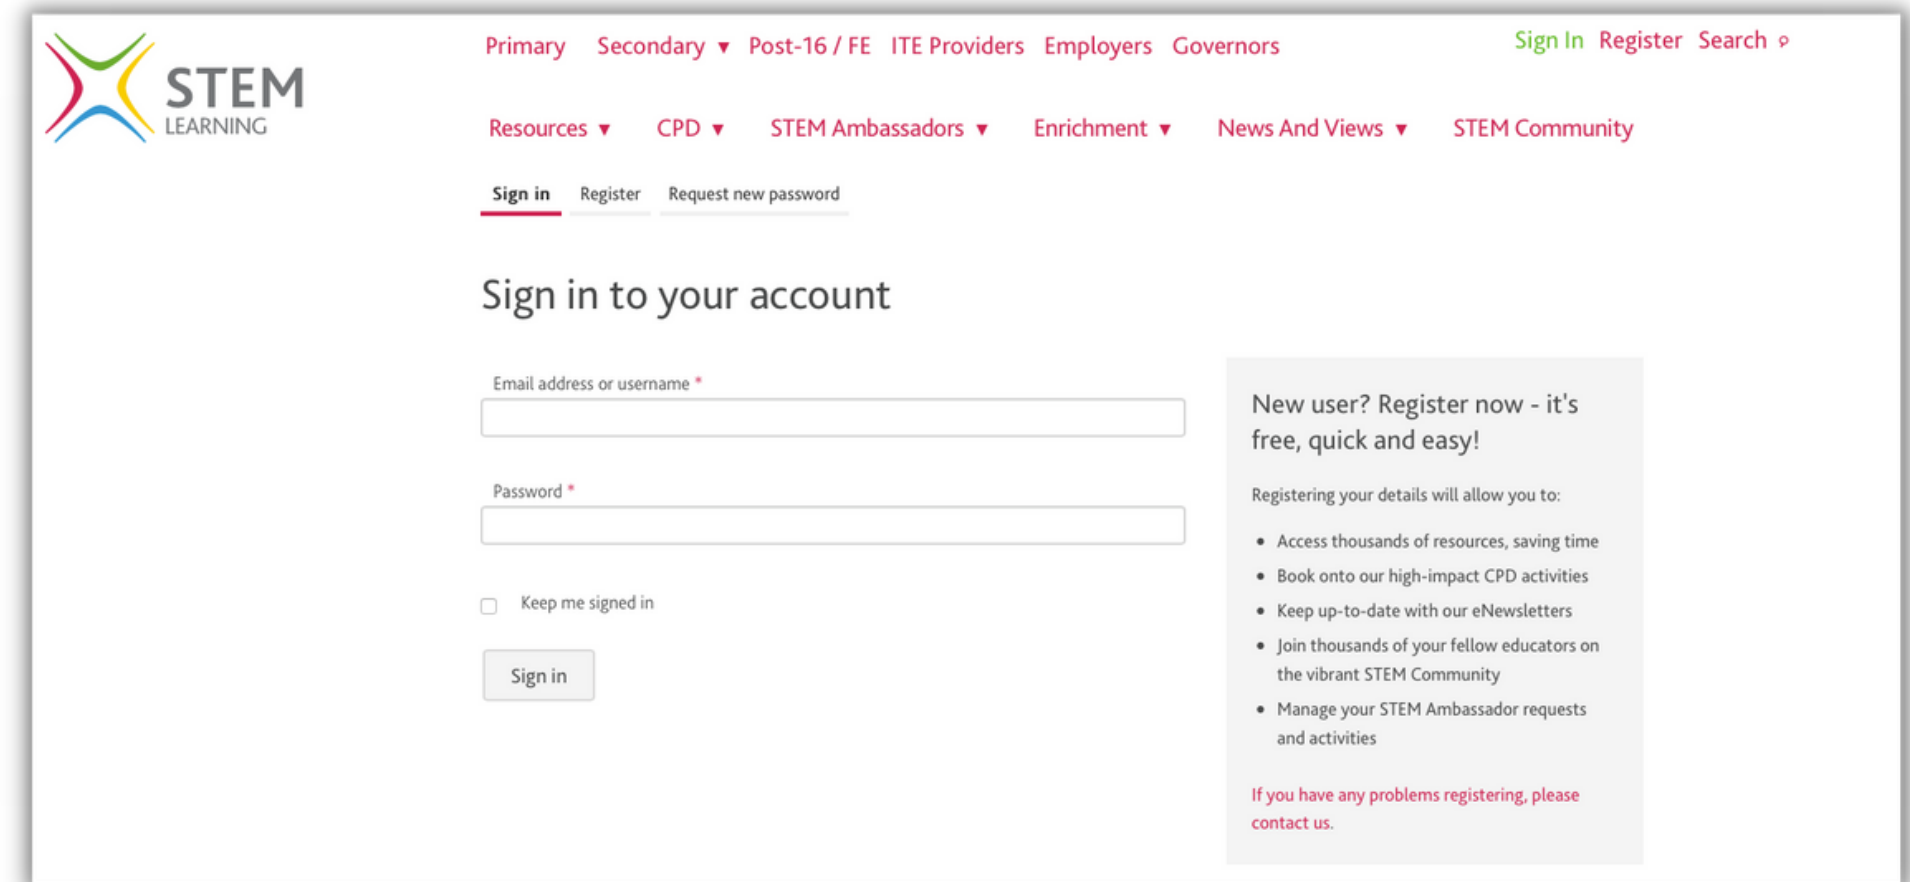 STEM
LEARNING
Primary Secondary ▼ Post-16 / FE ITE Providers Employers Governors
Sign In Register Search
Resources ▼ CPD ▼ STEM Ambassadors ▼ Enrichment ▼ News And Views ▼ STEM Community
Sign in Register Request new password
Sign in to your account
Email address or username *
Password *
Keep me signed in
Sign in
New user? Register now - it's
free, quick and easy!
Registering your details will allow you to:
• Access thousands of resources, saving time
• Book onto our high-impact CPD activities
• Keep up-to-date with our eNewsletters
• Join thousands of your fellow educators on
the vibrant STEM Community
• Manage your STEM Ambassador requests
and activities
If you have any problems registering, please
contact us.